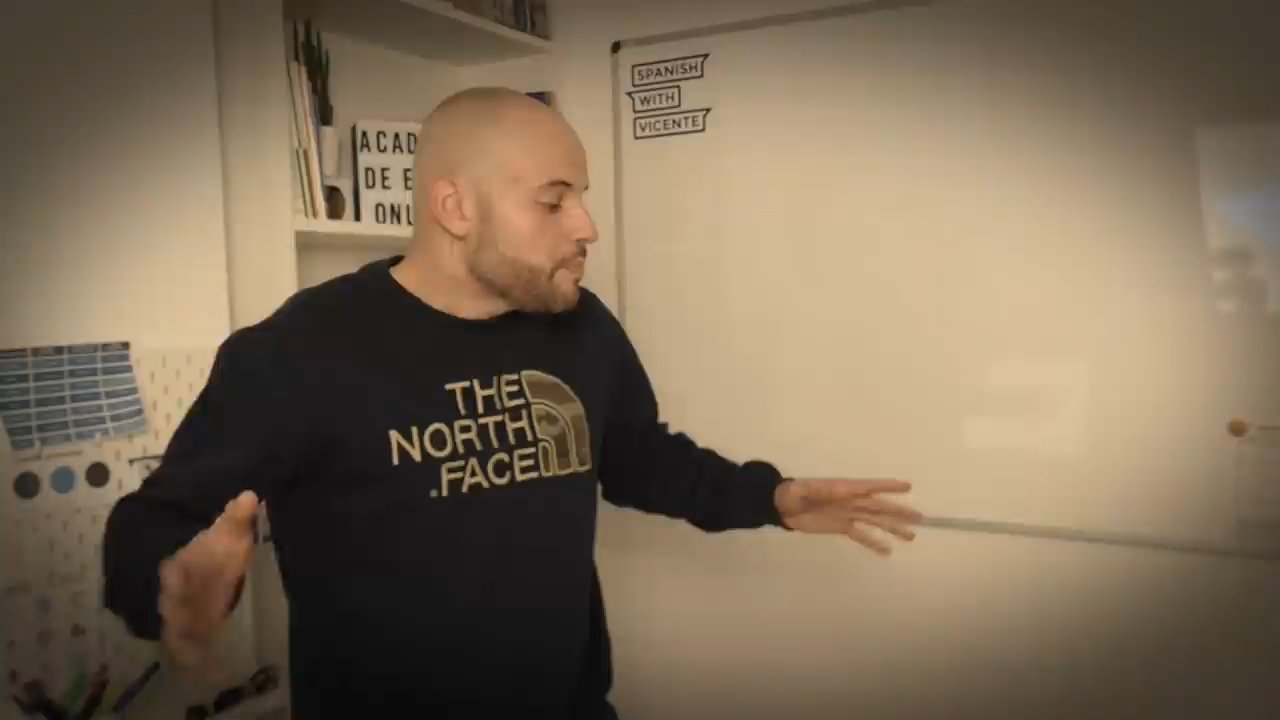 SPANISH
WITH
VICENTE
ACAD
DE E
ONL
THE
NORTH
.FACE